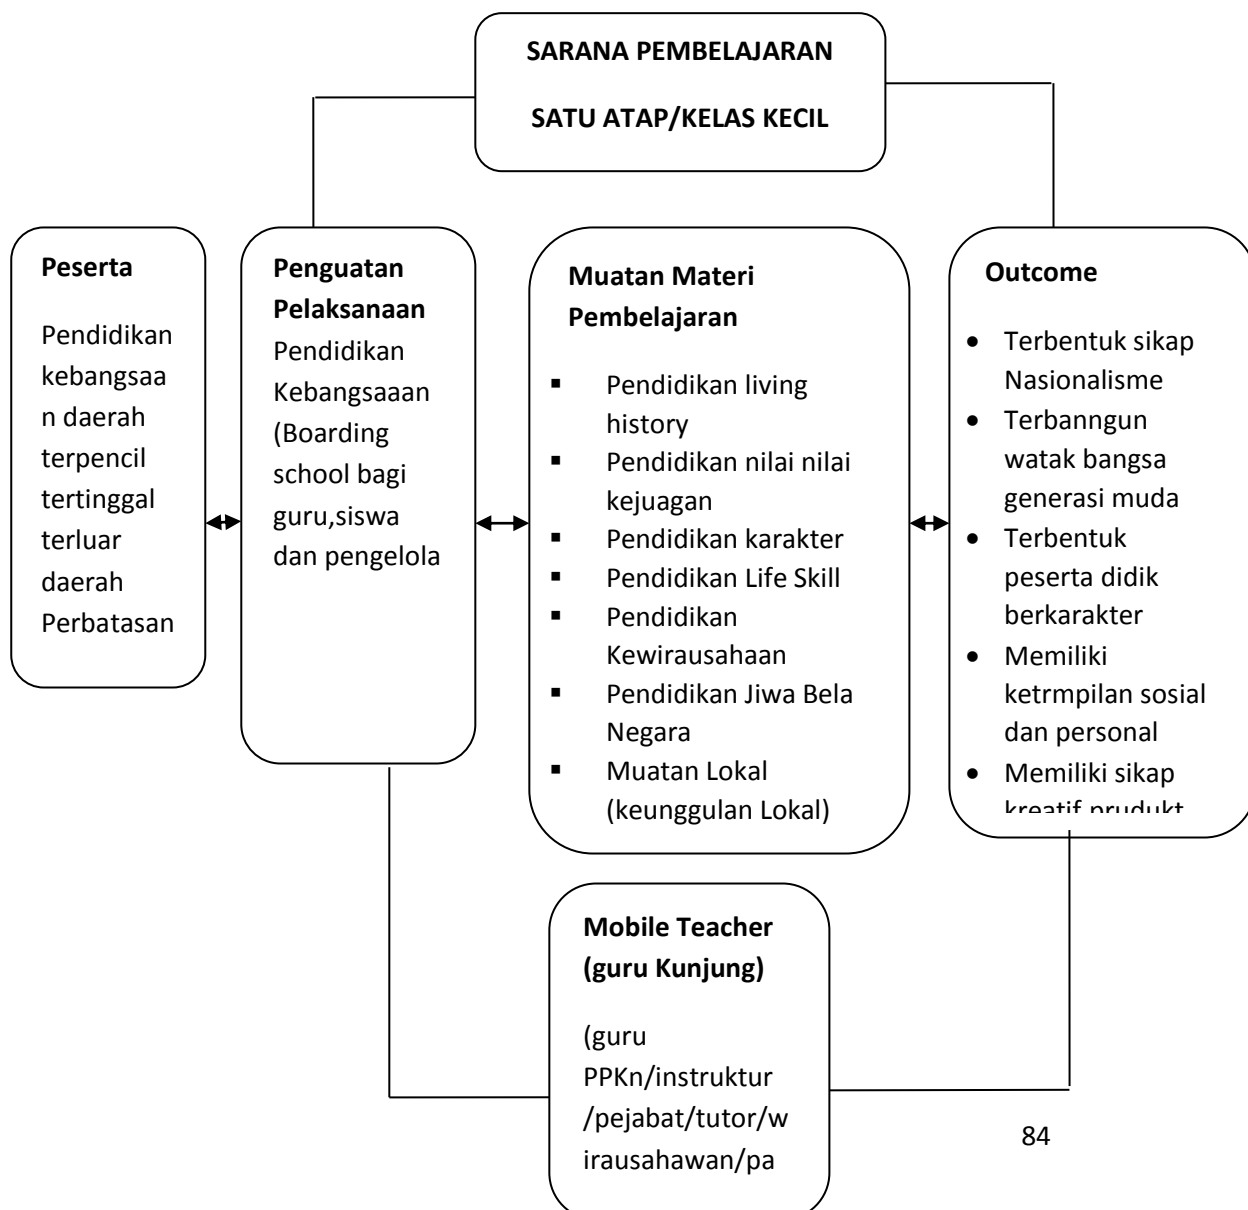 SARANA PEMBELAJARAN
SATU ATAP/KELAS KECIL
Peserta
Pendidikan
kebangsaa
n daerah
terpencil
tertinggal
terluar
daerah
Perbatasan
Penguatan
Pelaksanaan
Pendidikan
Kebangsaaan
(Boarding
school bagi
guru,siswa
dan pengelola
Muatan Materi
Pembelajaran
▪ Pendidikan living
history
▪ Pendidikan nilai nilai
kejuagan
▪ Pendidikan karakter
▪ Pendidikan Life Skill
▪ Pendidikan
Kewirausahaan
▪ Pendidikan Jiwa Bela
Negara
▪ Muatan Lokal
(keunggulan Lokal)
Outcome
• Terbentuk sikap
Nasionalisme
• Terbanngun
watak bangsa
generasi muda
• Terbentuk
peserta didik
berkarakter
• Memiliki
ketrmpilan sosial
dan personal
• Memiliki sikap
kreatif prudukt
Mobile Teacher
(guru Kunjung)
(guru
PPKn/instruktur
/pejabat/tutor/w
irausahawan/pa
84